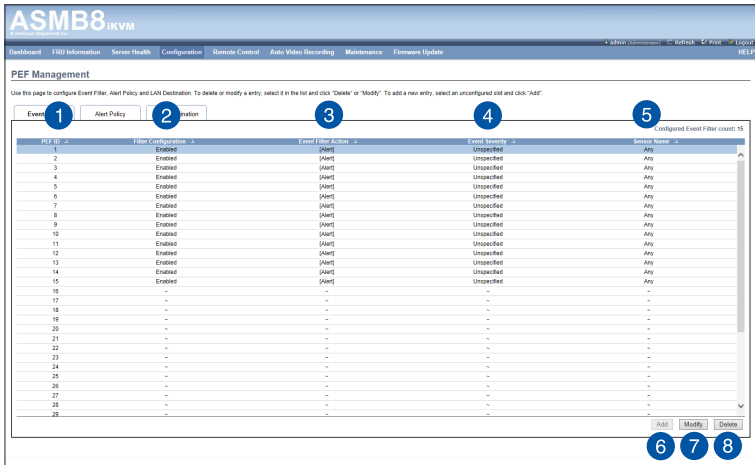 ASMB8 iKVM
© American Megatrends Inc.
admin (Administrator) Refresh Print Logout
Dashboard FRU Information Server Health Configuration Remote Control Auto Video Recording Maintenance Firmware Update HELP
PEF Management
Use this page to configure Event Filter, Alert Policy and LAN Destination. To delete or modify a entry, select it in the list and click "Delete" or "Modify". To add a new entry, select an unconfigured slot and click "Add".
1 2 3 4 5
Event Alert Policy ination
Configured Event Filter count: 15
PEF ID Filter Configuration Event Filter Action Event Severity Sensor Name
1 Enabled [Alert] Unspecified Any
2 Enabled [Alert] Unspecified Any
3 Enabled [Alert] Unspecified Any
4 Enabled [Alert] Unspecified Any
5 Enabled [Alert] Unspecified Any
6 Enabled [Alert] Unspecified Any
7 Enabled [Alert] Unspecified Any
8 Enabled [Alert] Unspecified Any
9 Enabled [Alert] Unspecified Any
10 Enabled [Alert] Unspecified Any
11 Enabled [Alert] Unspecified Any
12 Enabled [Alert] Unspecified Any
13 Enabled [Alert] Unspecified Any
14 Enabled [Alert] Unspecified Any
15 Enabled [Alert] Unspecified Any
16 ~ ~ ~ ~
17 ~ ~ ~ ~
18 ~ ~ ~ ~
19 ~ ~ ~ ~
20 ~ ~ ~ ~
21 ~ ~ ~ ~
22 ~ ~ ~ ~
23 ~ ~ ~ ~
24 ~ ~ ~ ~
25 ~ ~ ~ ~
26 ~ ~ ~ ~
27 ~ ~ ~ ~
28 ~ ~ ~ ~
29 ~ ~ ~ ~
Add Modify Delete
6 7 8